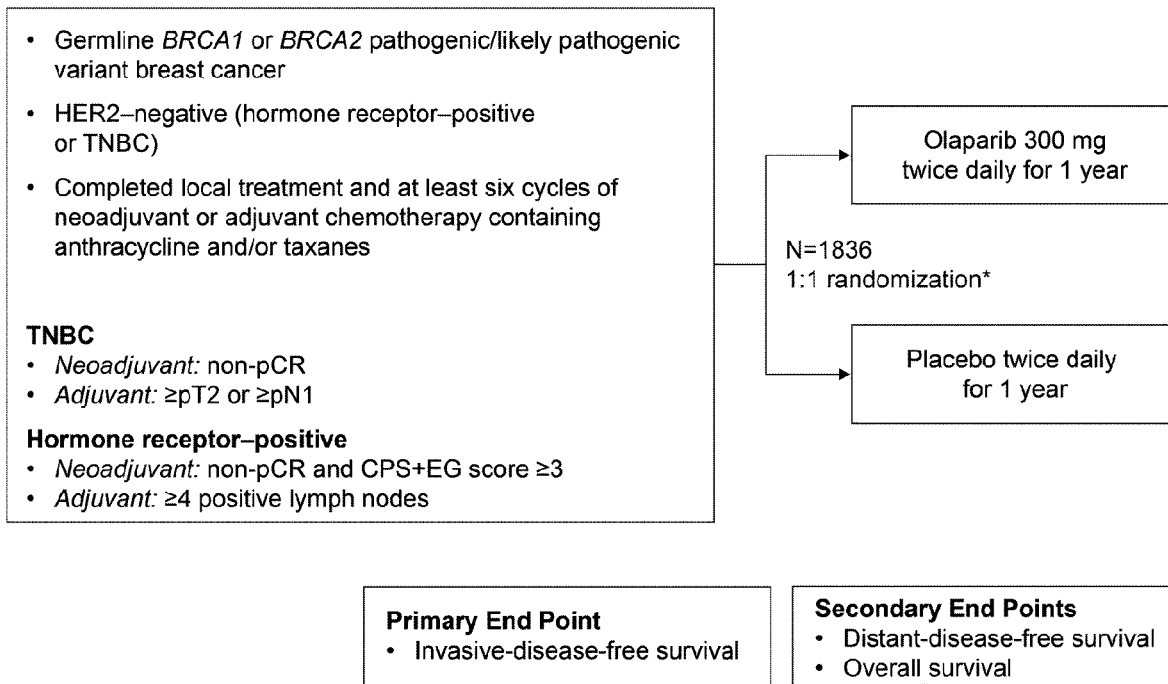 • Germline BRCA1 or BRCA2 pathogenic/likely pathogenic
variant breast cancer
• HER2–negative (hormone receptor–positive
or TNBC)
• Completed local treatment and at least six cycles of
neoadjuvant or adjuvant chemotherapy containing
anthracycline and/or taxanes
TNBC
• Neoadjuvant: non-pCR
• Adjuvant: ≥pT2 or ≥pN1
Hormone receptor–positive
• Neoadjuvant: non-pCR and CPS+EG score ≥3
• Adjuvant: ≥4 positive lymph nodes
N=1836
1:1 randomization*
Olaparib 300 mg
twice daily for 1 year
Placebo twice daily
for 1 year
Primary End Point
• Invasive-disease-free survival
Secondary End Points
• Distant-disease-free survival
• Overall survival